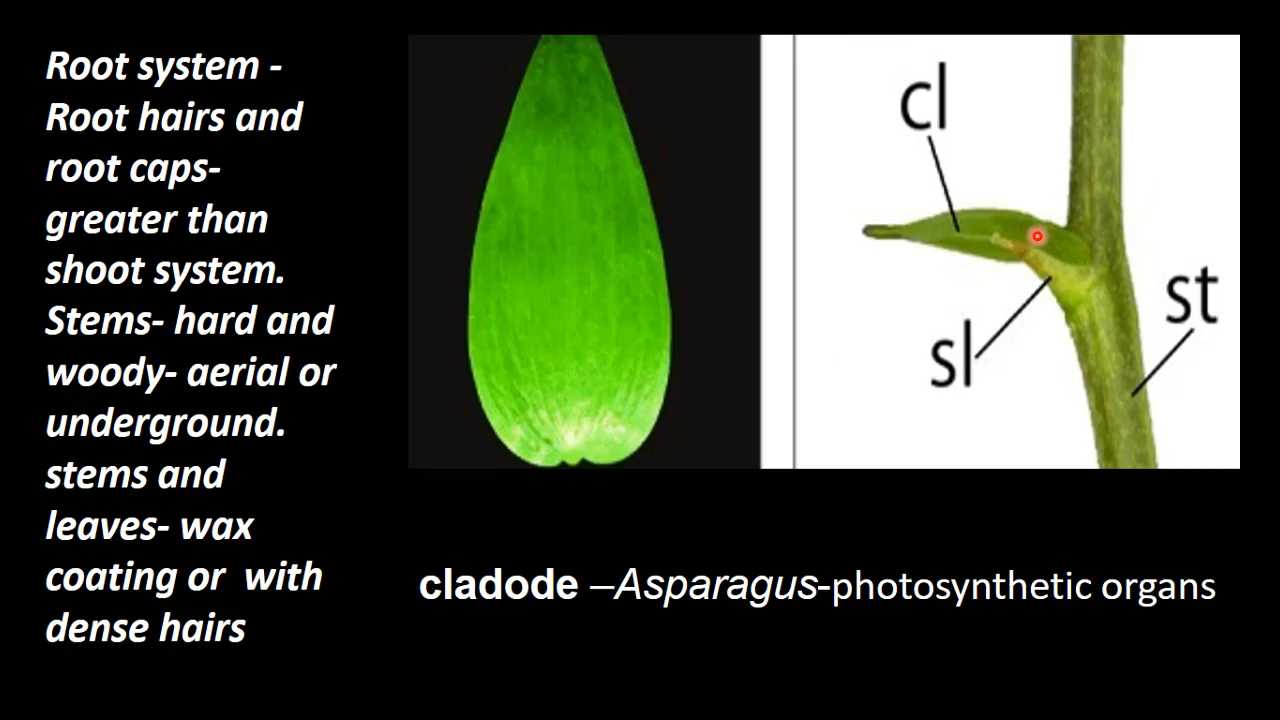 Root system -
Root hairs and
root caps-
greater than
shoot system.
Stems- hard and
woody- aerial or
underground.
stems and
leaves- wax
coating or  with
dense hairs
cl
sl
st
cladode –Asparagus-photosynthetic organs